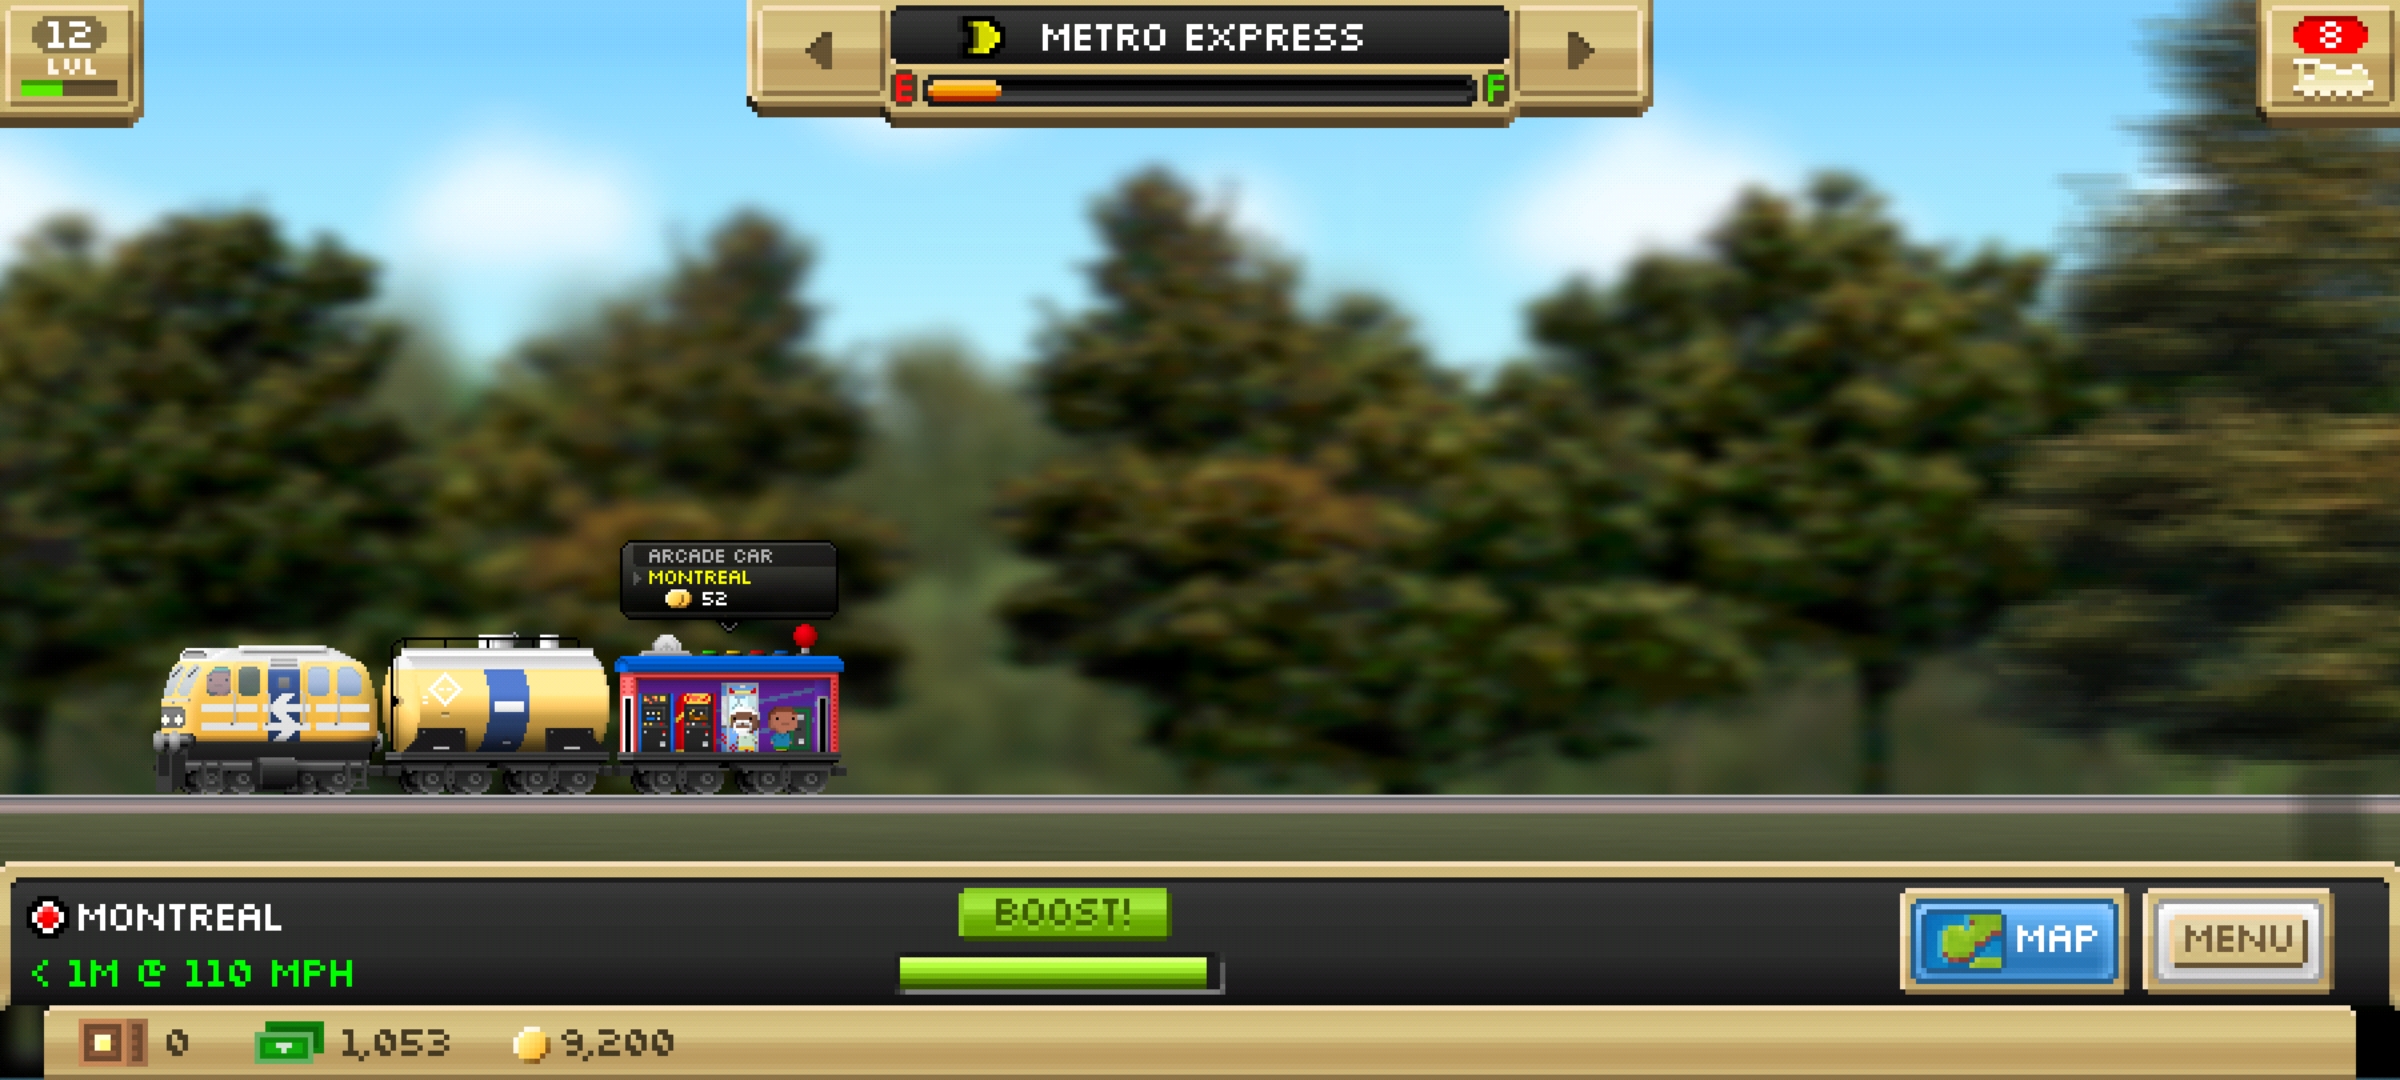 12
LVL
METRO EXPRESS
E
F
8
ARCADE CAR
MONTREAL
52
MONTREAL
BOOST!
< 1M @ 110 MPH
MAP
MENU
0
1,053
9,200